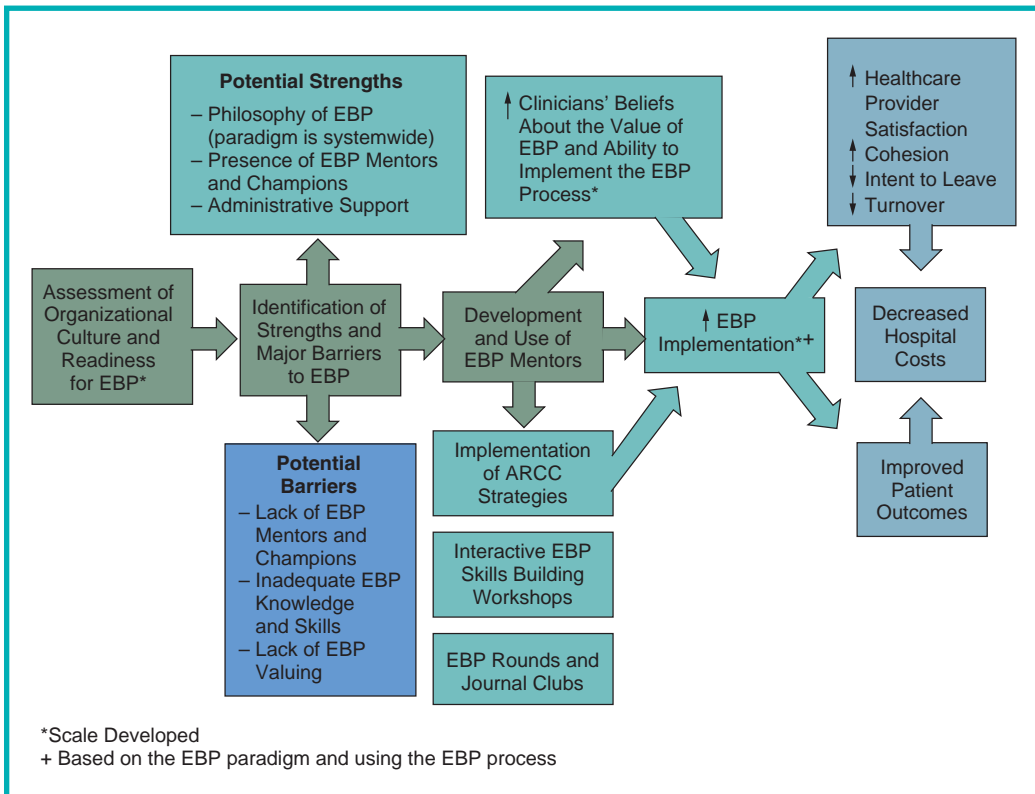 Potential Strengths
– Philosophy of EBP
(paradigm is systemwide)
– Presence of EBP Mentors
and Champions
– Administrative Support
↑ Clinicians' Beliefs
About the Value of
EBP and Ability to
Implement the EBP
Process*
↑ Healthcare
Provider
Satisfaction
↑ Cohesion
↓ Intent to Leave
↓ Turnover
Assessment of
Organizational
Culture and
Readiness
for EBP*
Identification of
Strengths and
Major Barriers
to EBP
Development
and Use of
EBP Mentors
↑ EBP
Implementation*+
Decreased
Hospital
Costs
Potential
Barriers
– Lack of EBP
Mentors and
Champions
– Inadequate EBP
Knowledge
and Skills
– Lack of EBP
Valuing
Implementation
of ARCC
Strategies
Interactive EBP
Skills Building
Workshops
EBP Rounds and
Journal Clubs
Improved
Patient
Outcomes
*Scale Developed
+ Based on the EBP paradigm and using the EBP process